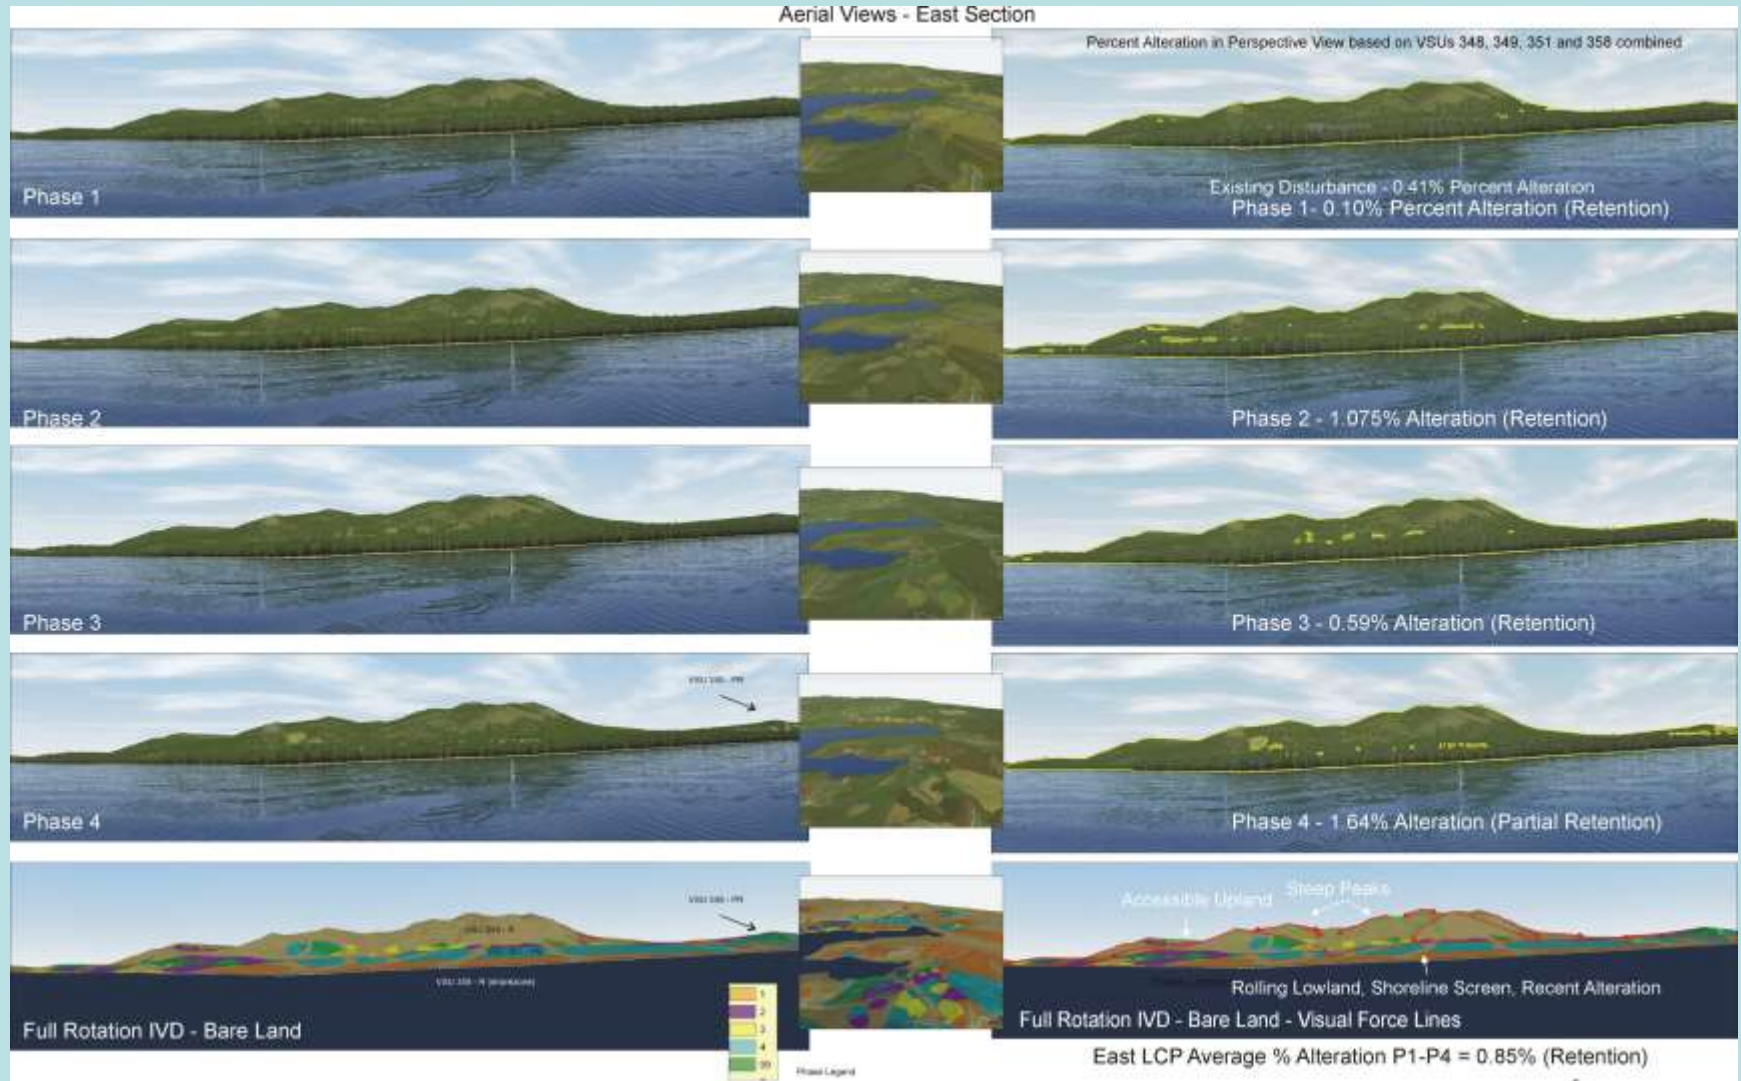 Aerial Views - East Section
Percent Alteration in Perspective View based on VSUs 348, 349, 351 and 358 combined
Phase 1
Existing Disturbance - 0.41% Percent Alteration
Phase 1- 0.10% Percent Alteration (Retention)
Phase 2
Phase 2 - 1.075% Alteration (Retention)
Phase 3
Phase 3 - 0.59% Alteration (Retention)
Phase 4
Phase 4 - 1.64% Alteration (Partial Retention)
Accessible Upland
Steep Peaks
Rolling Lowland, Shoreline Screen, Recent Alteration
Full Rotation IVD - Bare Land
1
2
3
4
Full Rotation IVD - Bare Land - Visual Force Lines
Phase Legend
East LCP Average % Alteration P1-P4 = 0.85% (Retention)